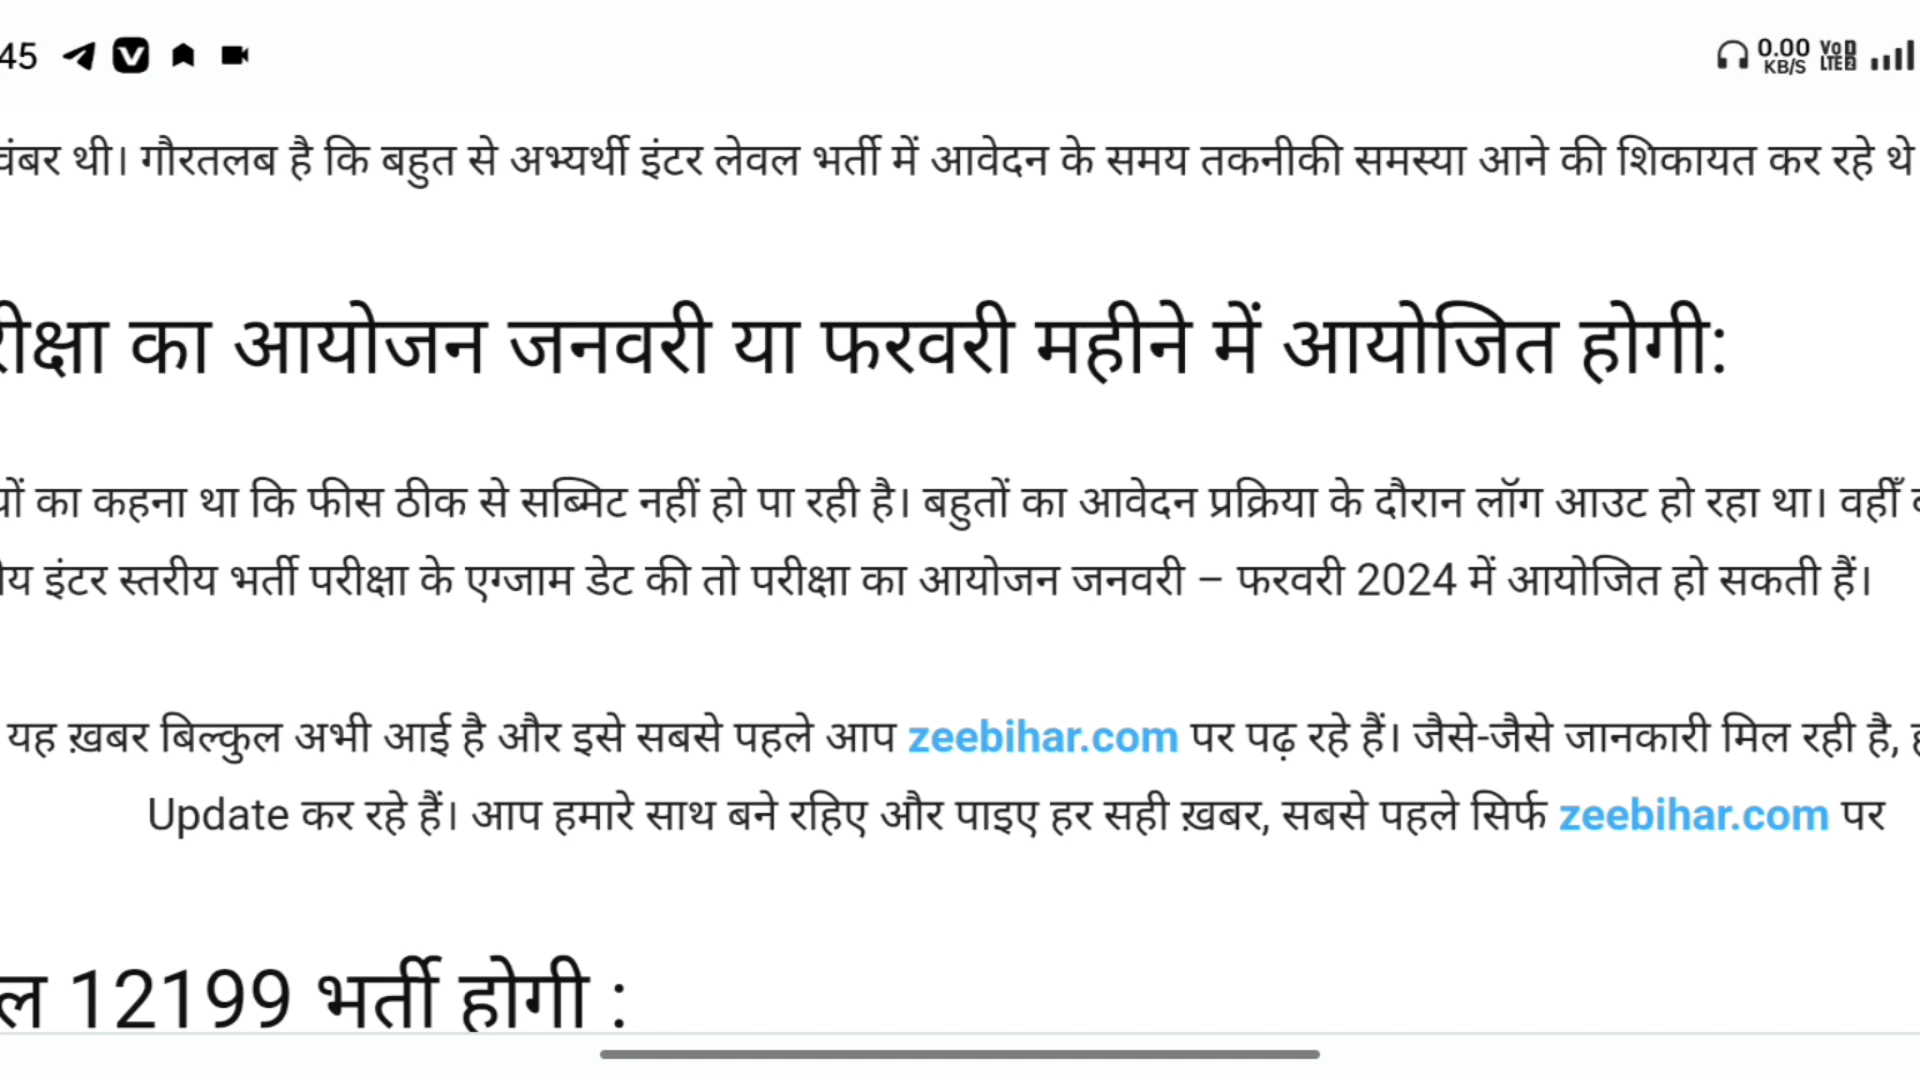 45
0.00 KB/S VoD LTE 2
वंबर थी। गौरतलब है कि बहुत से अभ्यर्थी इंटर लेवल भर्ती में आवेदन के समय तकनीकी समस्या आने की शिकायत कर रहे थे
रीक्षा का आयोजन जनवरी या फरवरी महीने में आयोजित होगी:
यों का कहना था कि फीस ठीक से सब्मिट नहीं हो पा रही है। बहुतों का आवेदन प्रक्रिया के दौरान लॉग आउट हो रहा था। वहीँ
ीय इंटर स्तरीय भर्ती परीक्षा के एग्जाम डेट की तो परीक्षा का आयोजन जनवरी – फरवरी 2024 में आयोजित हो सकती हैं।
यह ख़बर बिल्कुल अभी आई है और इसे सबसे पहले आप zeebihar.com पर पढ़ रहे हैं। जैसे-जैसे जानकारी मिल रही है,
Update कर रहे हैं। आप हमारे साथ बने रहिए और पाइए हर सही ख़बर, सबसे पहले सिर्फ zeebihar.com पर
ल 12199 भर्ती होगी :